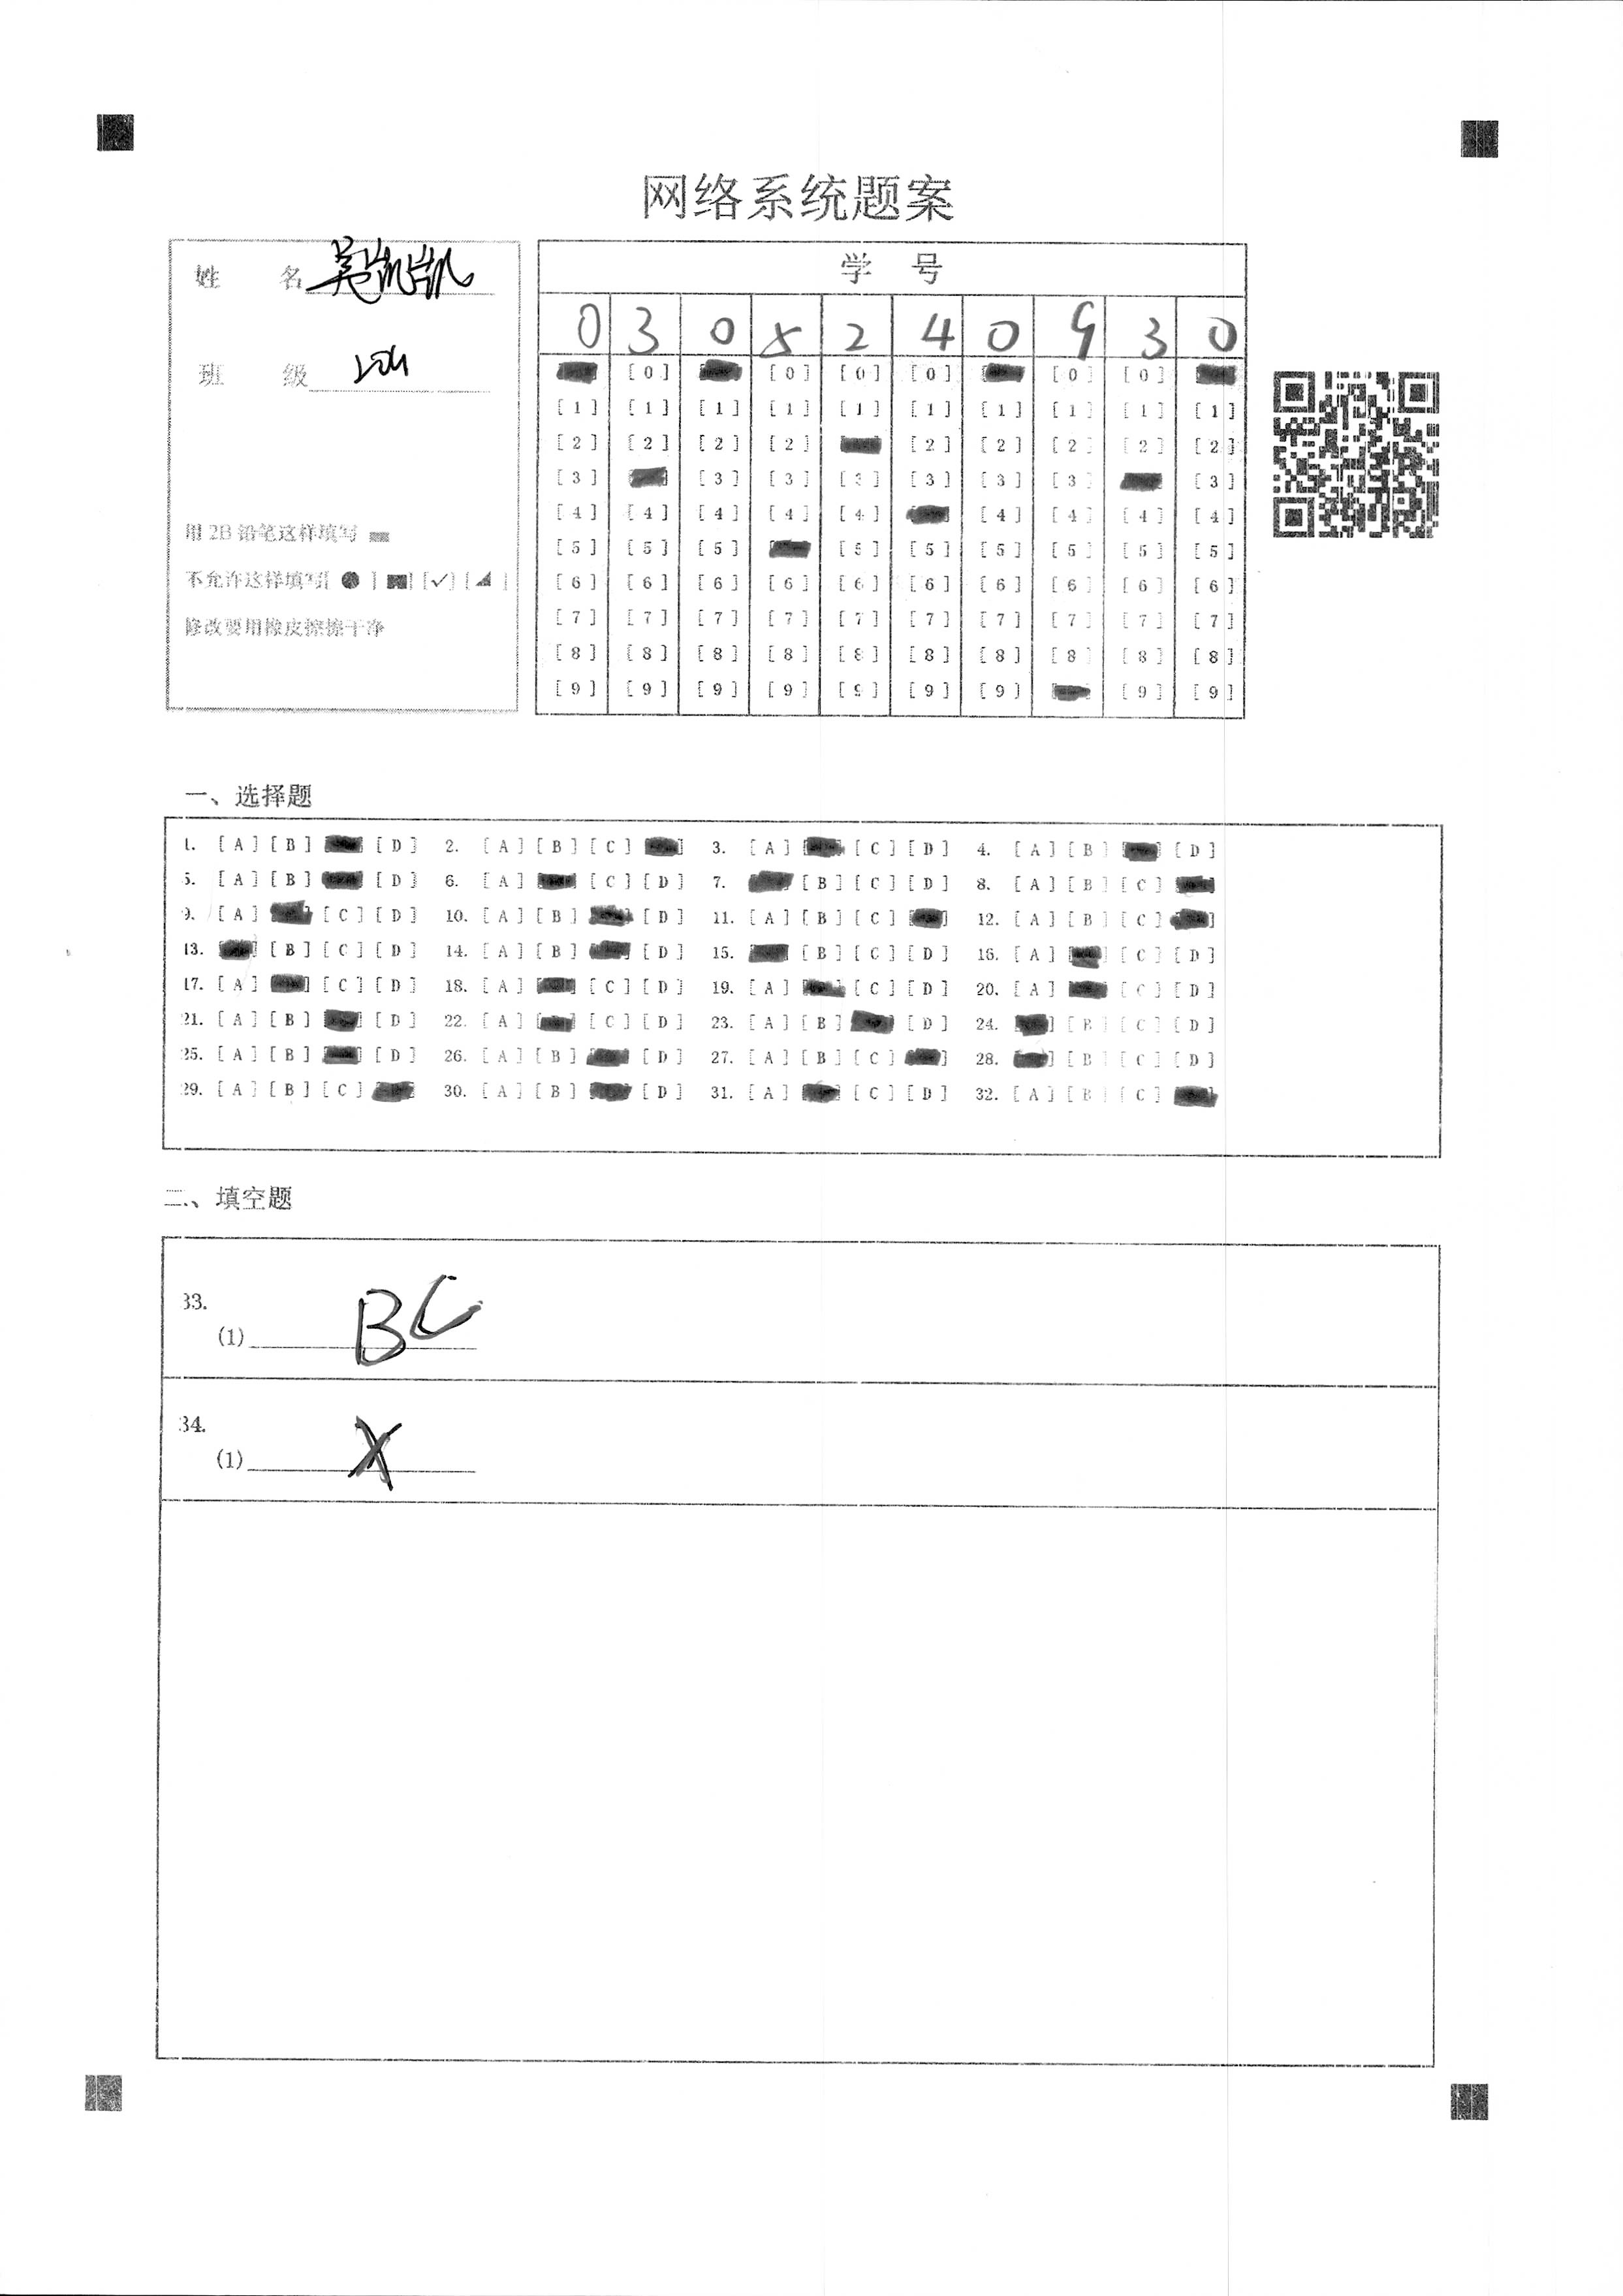 网络系统题案
姓 名 吴凯凯
班 级 204
用2B铅笔这样填写
不允许这样填写[●] [■] [✓] [◢]
修改要用橡皮擦擦干净
学 号
0 3 0 5 2 4 0 9 3 0
[0] [0] [0] [0] [0] [0]
[1] [1] [1] [1] [1] [1] [1] [1] [1] [1]
[2] [2] [2] [2] [2] [2] [2] [2] [2]
[3] [3] [3] [3] [3] [3] [3] [3]
[4] [4] [4] [4] [4] [4] [4] [4] [4]
[5] [5] [5] [5] [5] [5] [5] [5] [5]
[6] [6] [6] [6] [6] [6] [6] [6] [6] [6]
[7] [7] [7] [7] [7] [7] [7] [7] [7] [7]
[8] [8] [8] [8] [8] [8] [8] [8] [8] [8]
[9] [9] [9] [9] [9] [9] [9] [9] [9]
一、选择题
1. [A] [B] [D] 2. [A] [B] [C] 3. [A] [C] [D] 4. [A] [B] [D]
5. [A] [B] [D] 6. [A] [C] [D] 7. [B] [C] [D] 8. [A] [B] [C]
9. [A] [C] [D] 10. [A] [B] [D] 11. [A] [B] [C] 12. [A] [B] [C]
13. [B] [C] [D] 14. [A] [B] [D] 15. [B] [C] [D] 16. [A] [C] [D]
17. [A] [C] [D] 18. [A] [C] [D] 19. [A] [C] [D] 20. [A] [C] [D]
21. [A] [B] [D] 22. [A] [C] [D] 23. [A] [B] [D] 24. [B] [C] [D]
25. [A] [B] [D] 26. [A] [B] [D] 27. [A] [B] [C] 28. [B] [C] [D]
29. [A] [B] [C] 30. [A] [B] [D] 31. [A] [C] [D] 32. [A] [B] [C]
二、填空题
33.
(1) BC
34.
(1) X